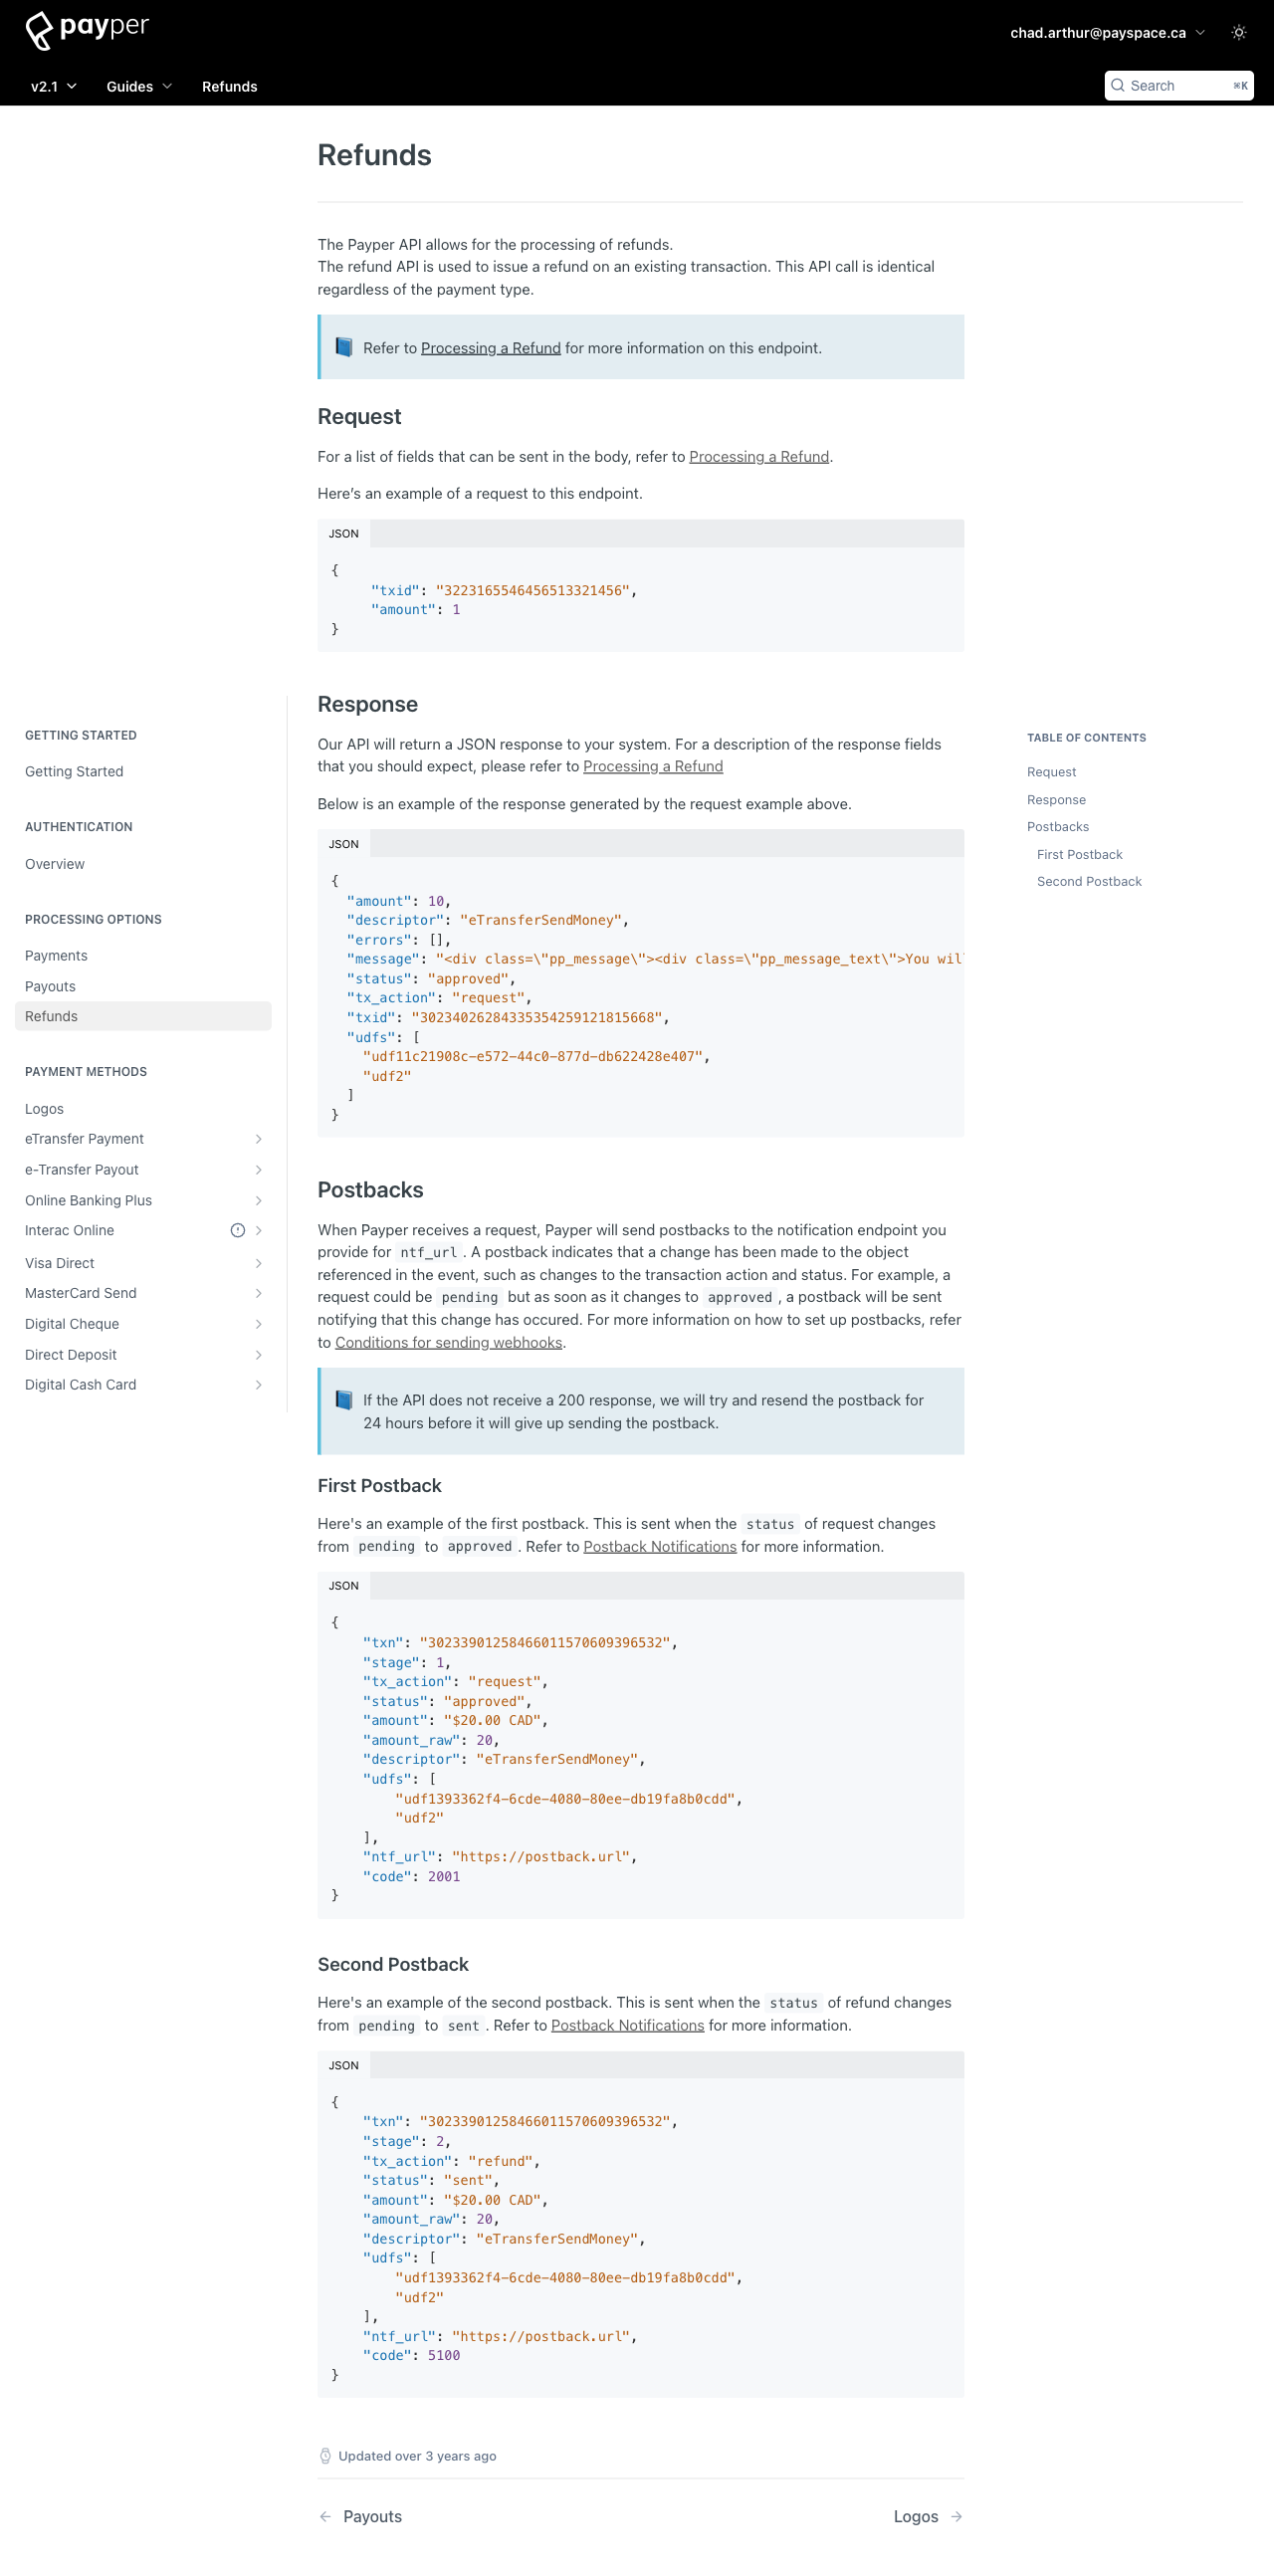 payper
chad.arthur@payspace.ca
v2.1
Guides
Refunds
Search
⌘K
Refunds
The Payper API allows for the processing of refunds.
The refund API is used to issue a refund on an existing transaction. This API call is identical
regardless of the payment type.
📘 Refer to Processing a Refund for more information on this endpoint.
Request
For a list of fields that can be sent in the body, refer to Processing a Refund.
Here’s an example of a request to this endpoint.
JSON
{
     "txid": "3223165546456513321456",
     "amount": 1
}
GETTING STARTED
Getting Started
AUTHENTICATION
Overview
PROCESSING OPTIONS
Payments
Payouts
Refunds
PAYMENT METHODS
Logos
eTransfer Payment
e-Transfer Payout
Online Banking Plus
Interac Online
Visa Direct
MasterCard Send
Digital Cheque
Direct Deposit
Digital Cash Card
Response
Our API will return a JSON response to your system. For a description of the response fields
that you should expect, please refer to Processing a Refund
Below is an example of the response generated by the request example above.
JSON
{
  "amount": 10,
  "descriptor": "eTransferSendMoney",
  "errors": [],
  "message": "<div class=\"pp_message\"><div class=\"pp_message_text\">You wil
  "status": "approved",
  "tx_action": "request",
  "txid": "30234026284335354259121815668",
  "udfs": [
    "udf11c21908c-e572-44c0-877d-db622428e407",
    "udf2"
  ]
}
Postbacks
When Payper receives a request, Payper will send postbacks to the notification endpoint you
provide for ntf_url. A postback indicates that a change has been made to the object
referenced in the event, such as changes to the transaction action and status. For example, a
request could be pending but as soon as it changes to approved, a postback will be sent
notifying that this change has occured. For more information on how to set up postbacks, refer
to Conditions for sending webhooks.
📘 If the API does not receive a 200 response, we will try and resend the postback for
24 hours before it will give up sending the postback.
First Postback
Here's an example of the first postback. This is sent when the status of request changes
from pending to approved. Refer to Postback Notifications for more information.
JSON
{
    "txn": "30233901258466011570609396532",
    "stage": 1,
    "tx_action": "request",
    "status": "approved",
    "amount": "$20.00 CAD",
    "amount_raw": 20,
    "descriptor": "eTransferSendMoney",
    "udfs": [
        "udf1393362f4-6cde-4080-80ee-db19fa8b0cdd",
        "udf2"
    ],
    "ntf_url": "https://postback.url",
    "code": 2001
}
Second Postback
Here's an example of the second postback. This is sent when the status of refund changes
from pending to sent. Refer to Postback Notifications for more information.
JSON
{
    "txn": "30233901258466011570609396532",
    "stage": 2,
    "tx_action": "refund",
    "status": "sent",
    "amount": "$20.00 CAD",
    "amount_raw": 20,
    "descriptor": "eTransferSendMoney",
    "udfs": [
        "udf1393362f4-6cde-4080-80ee-db19fa8b0cdd",
        "udf2"
    ],
    "ntf_url": "https://postback.url",
    "code": 5100
}
Updated over 3 years ago
← Payouts
Logos →
TABLE OF CONTENTS
Request
Response
Postbacks
First Postback
Second Postback